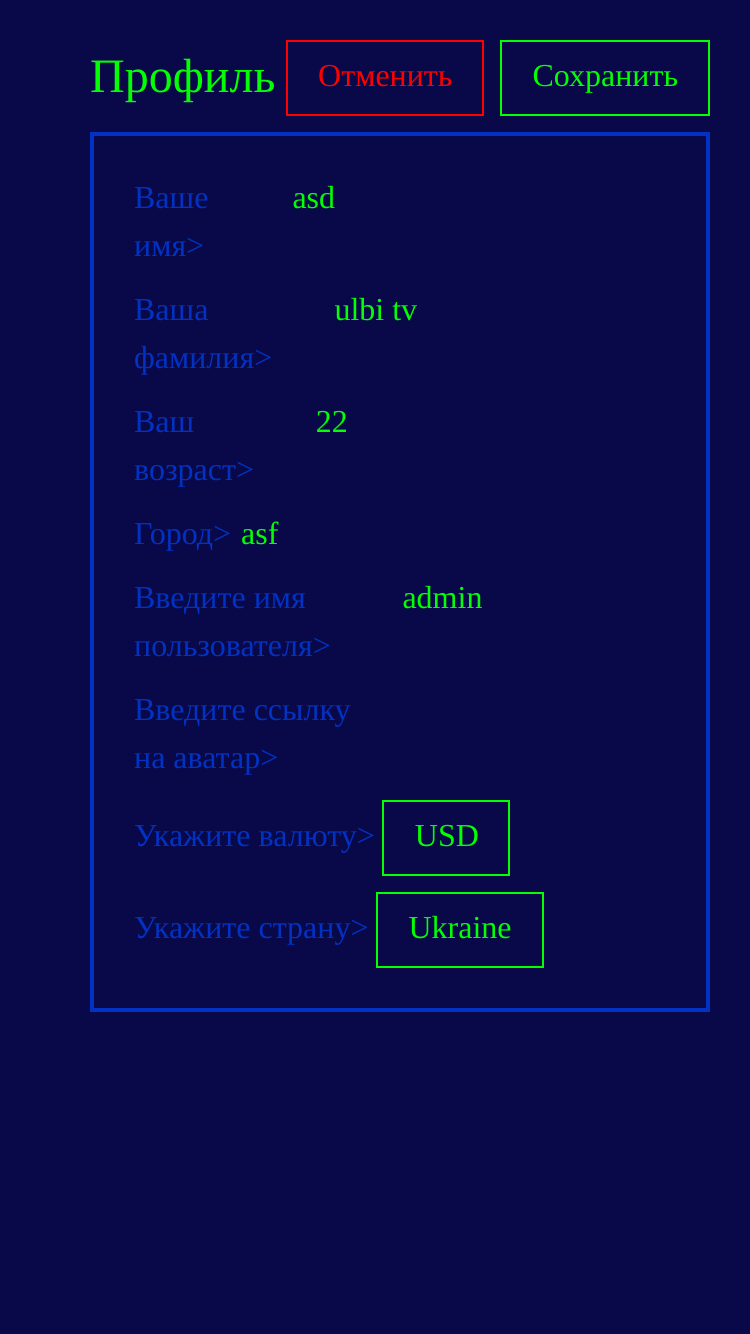 Профиль Отменить Сохранить
Ваше asd
имя>
Ваша ulbi tv
фамилия>
Ваш 22
возраст>
Город> asf
Введите имя admin
пользователя>
Введите ссылку
на аватар>
Укажите валюту> USD
Укажите страну> Ukraine